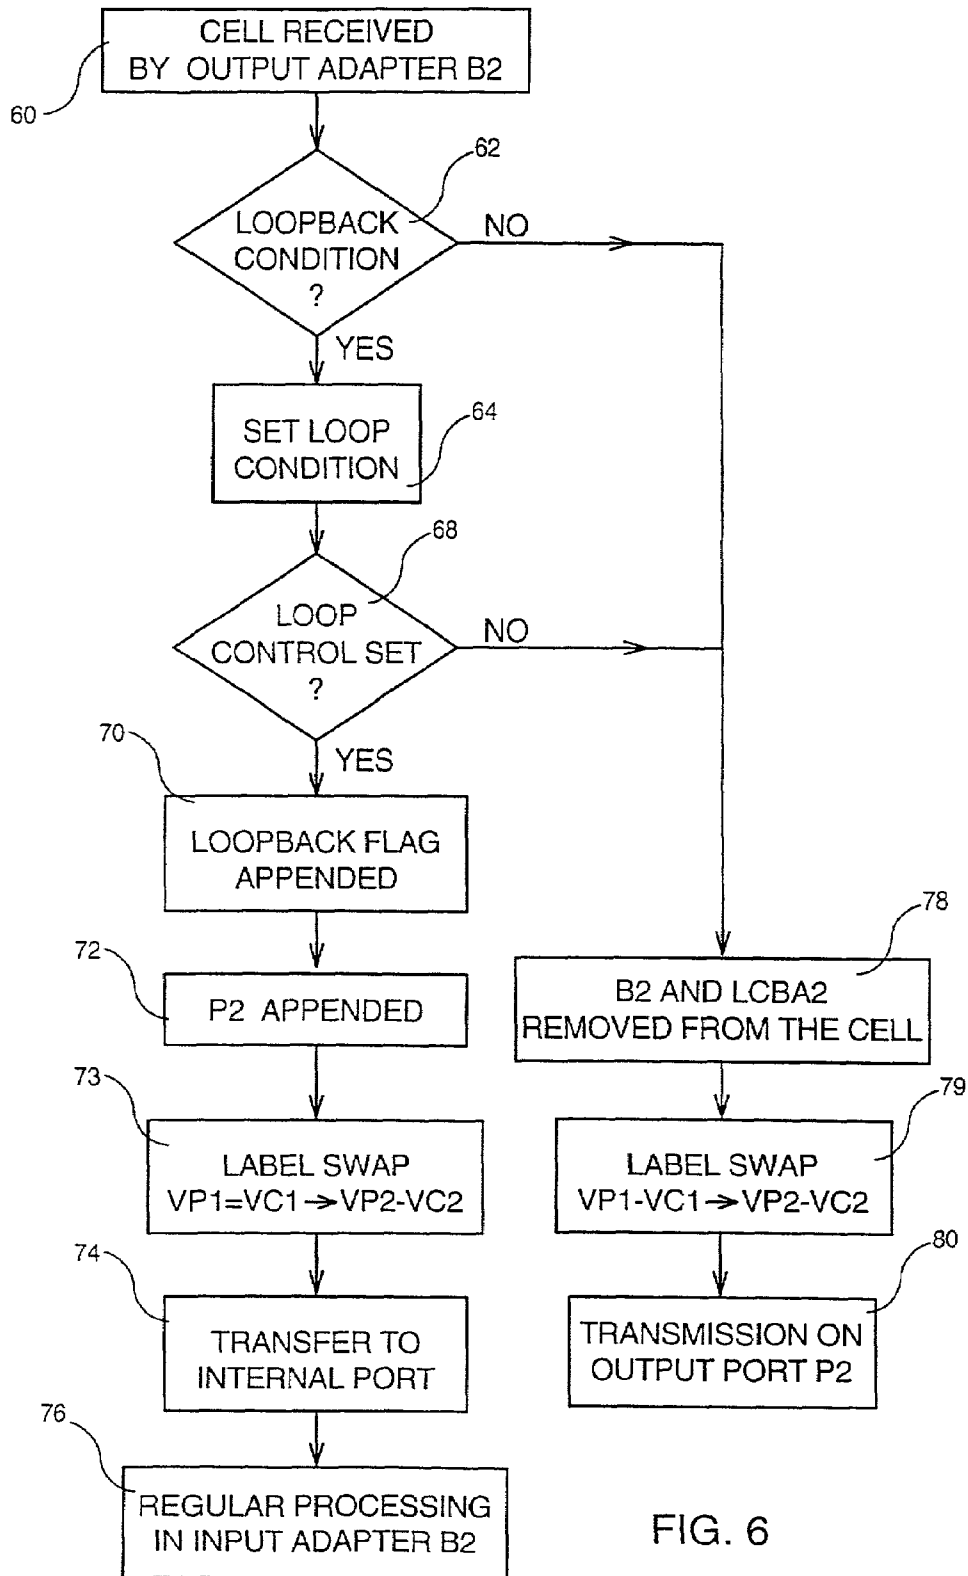 CELL RECEIVED
BY OUTPUT ADAPTER B2
60
62
LOOPBACK
CONDITION
?
NO
YES
64
SET LOOP
CONDITION
68
LOOP
CONTROL SET
?
NO
YES
70
LOOPBACK FLAG
APPENDED
72
P2 APPENDED
78
B2 AND LCBA2
REMOVED FROM THE CELL
73
LABEL SWAP
VP1=VC1→VP2-VC2
79
LABEL SWAP
VP1-VC1→VP2-VC2
74
TRANSFER TO
INTERNAL PORT
80
TRANSMISSION ON
OUTPUT PORT P2
76
REGULAR PROCESSING
IN INPUT ADAPTER B2
FIG. 6